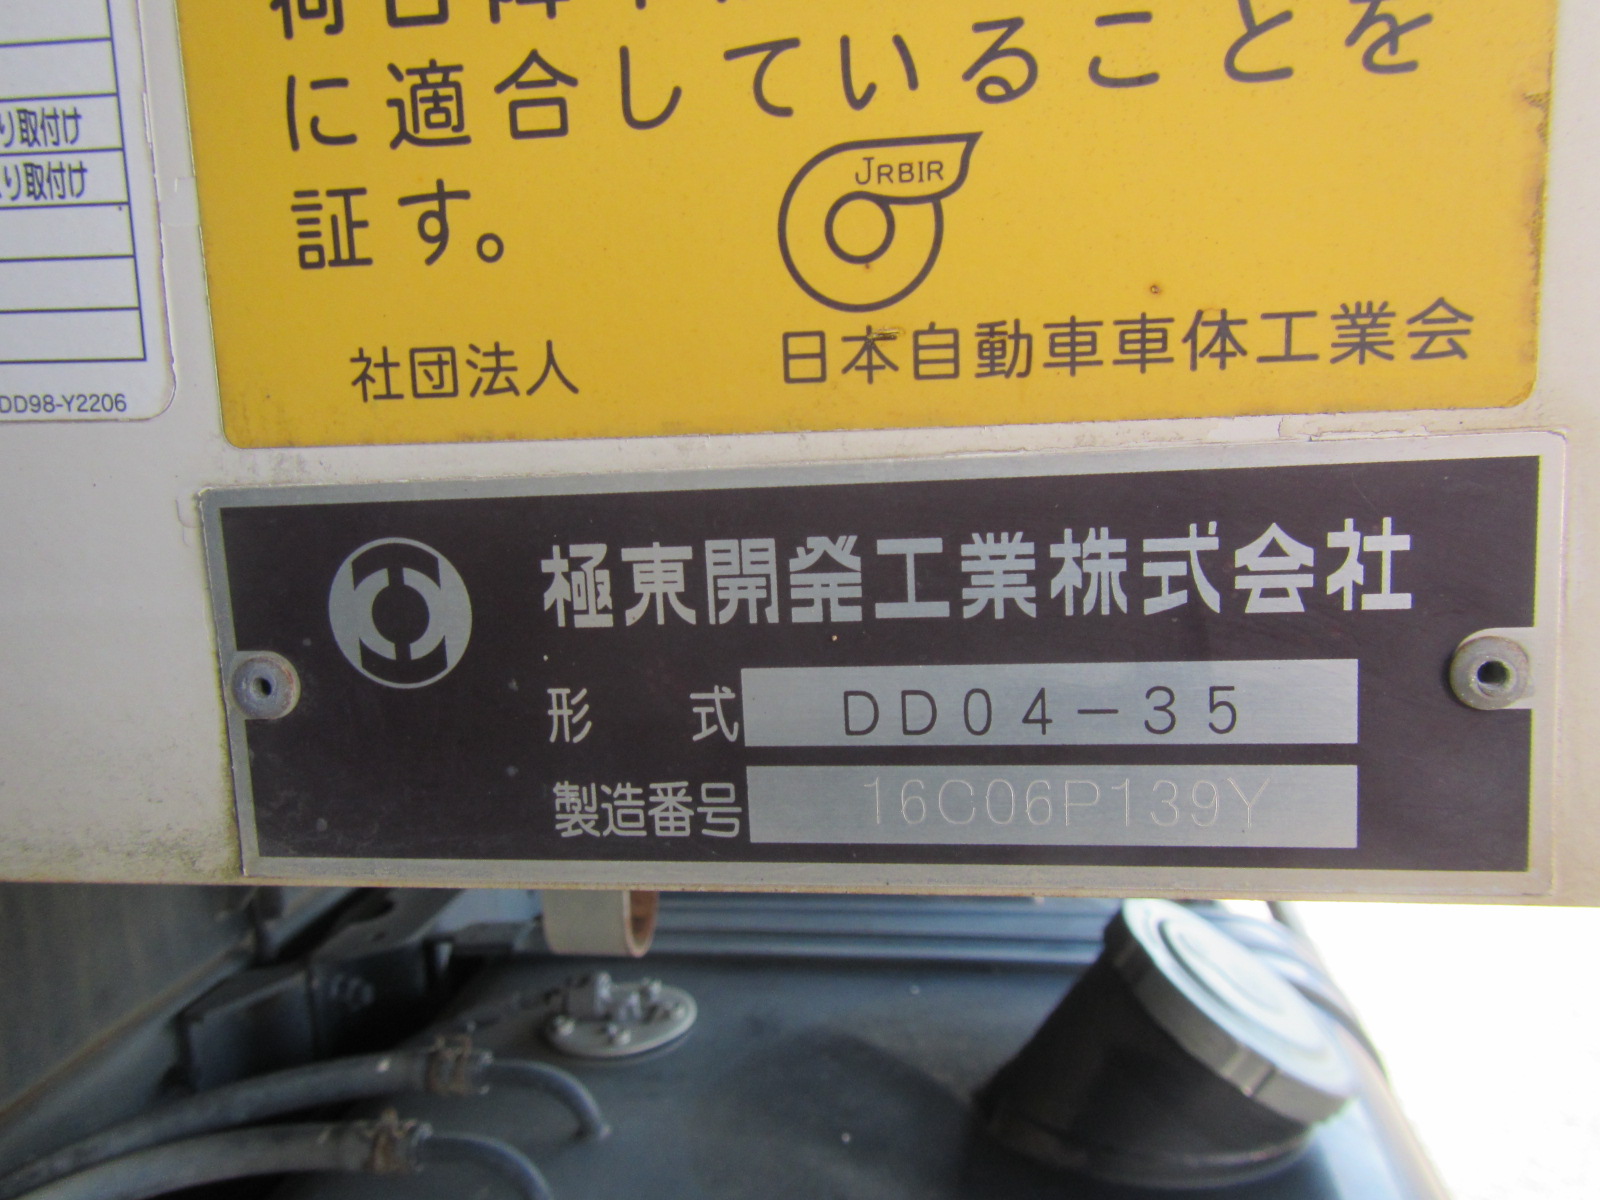 に適合していることを
証す。
JRBIR
社団法人 日本自動車車体工業会
り取付け
り取付け
DD98-Y2206
極東開発工業株式会社
形式 DD04-35
製造番号 16C06P139Y